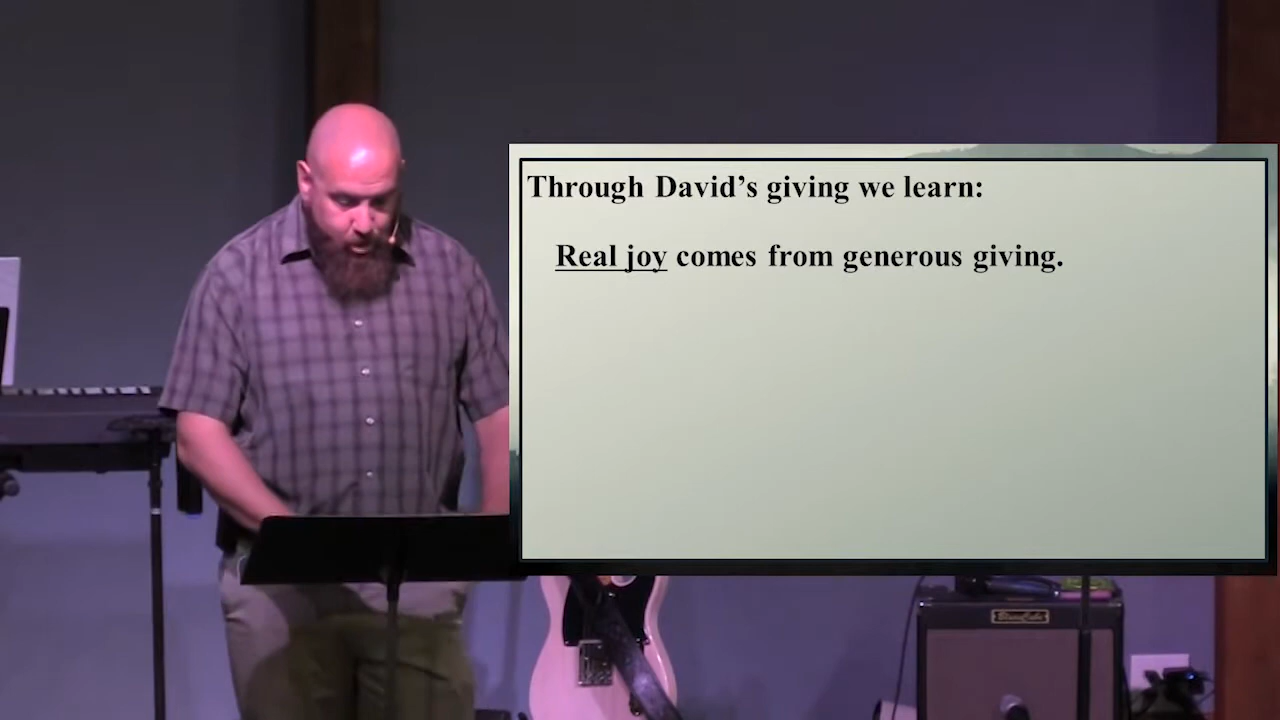 Through David’s giving we learn:
Real joy comes from generous giving.